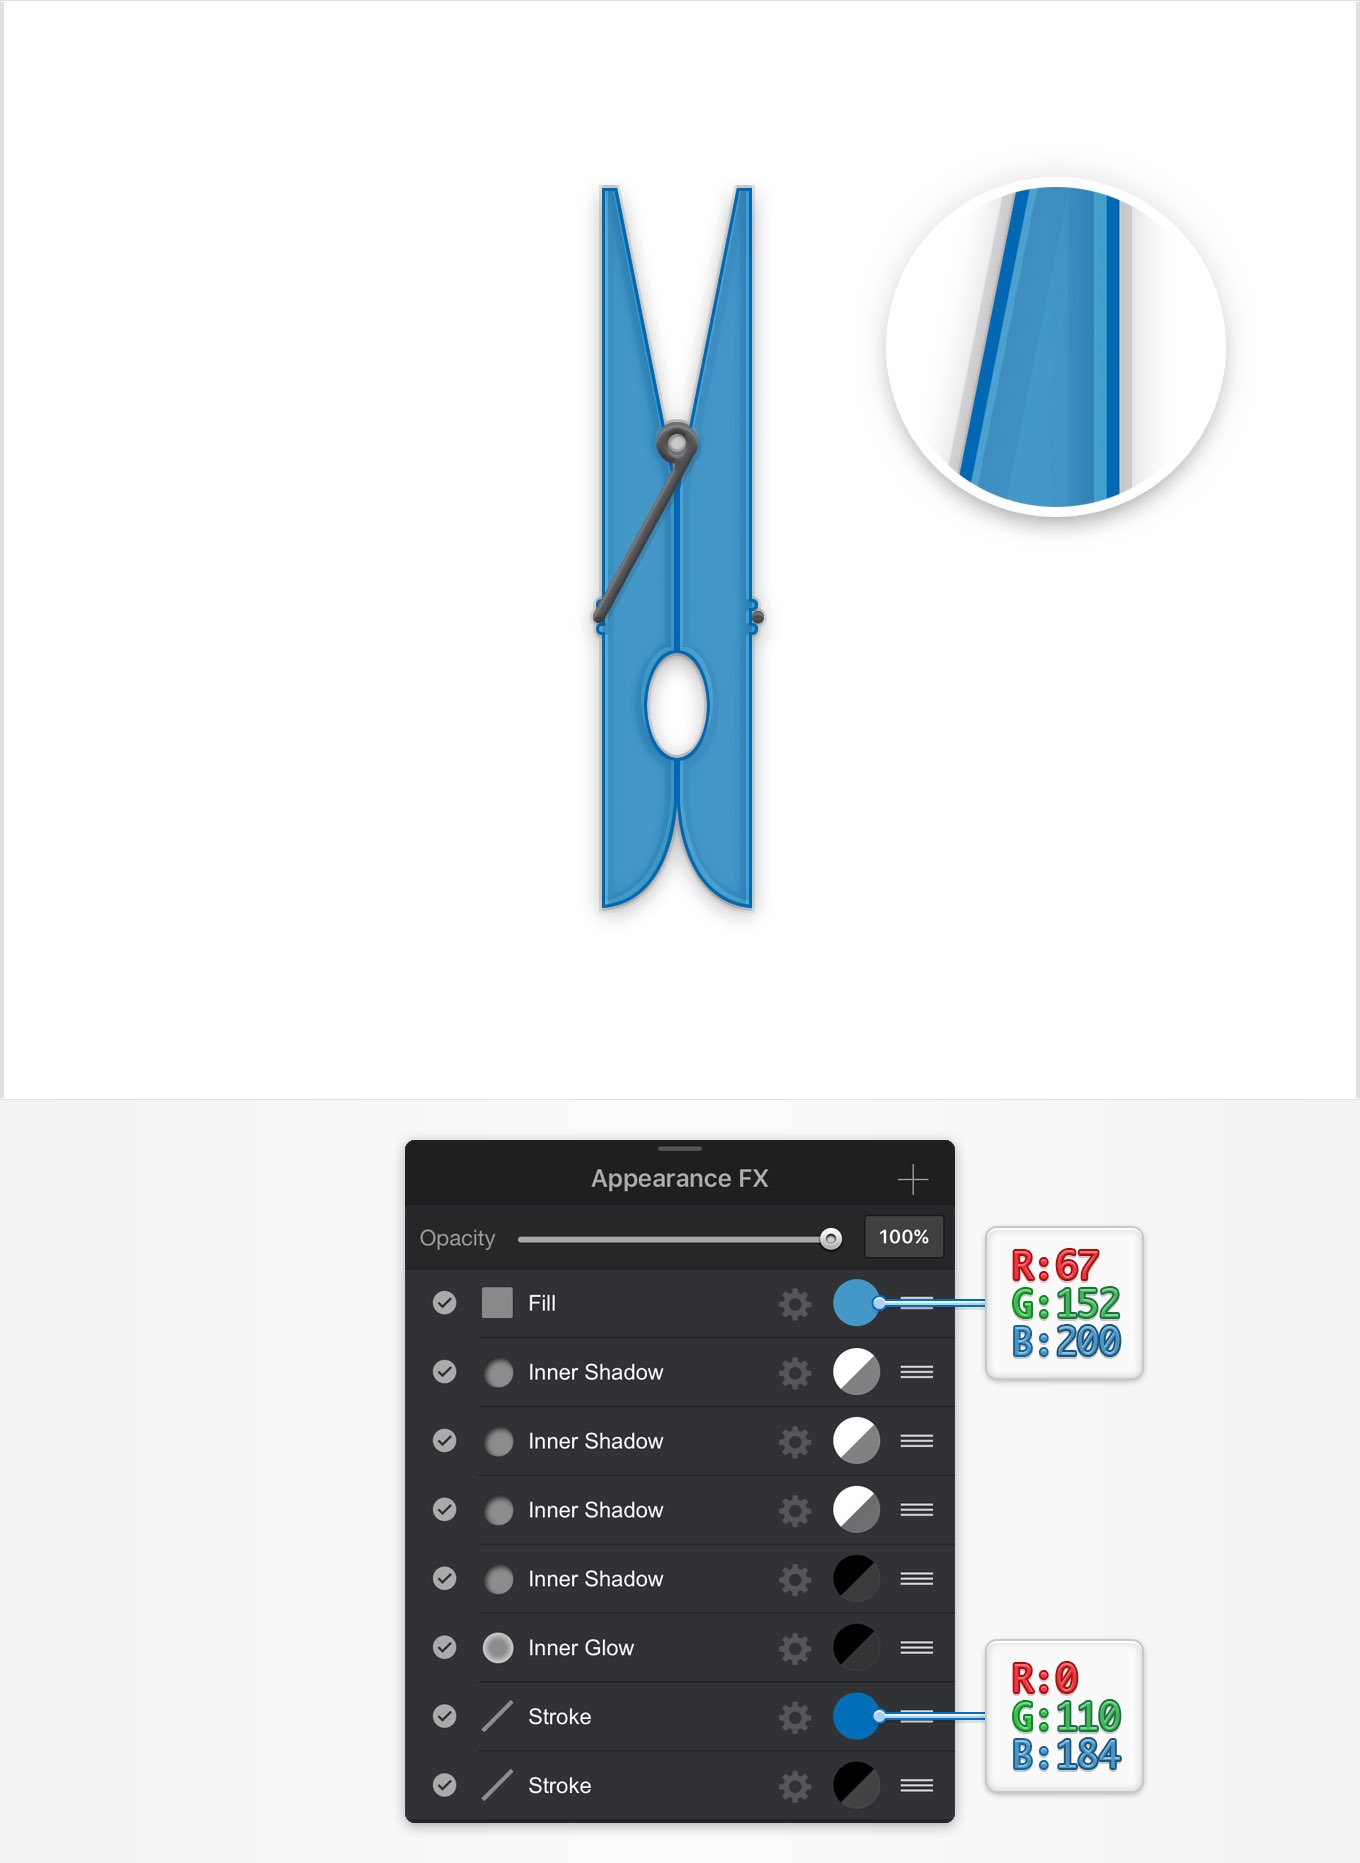 Appearance FX
Opacity 100%
Fill
R:67
G:152
B:200
Inner Shadow
Inner Shadow
Inner Shadow
Inner Shadow
Inner Glow
Stroke
R:0
G:110
B:184
Stroke